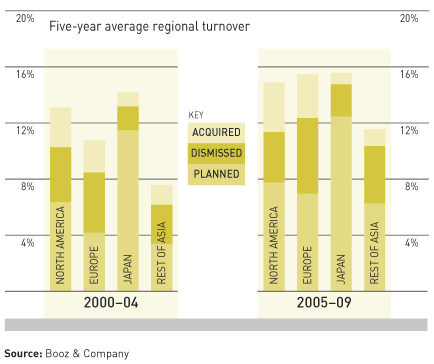 20%
Five-year average regional turnover
20%
16%
16%
KEY
12%
ACQUIRED
12%
DISMISSED
8%
PLANNED
8%
4%
4%
NORTH AMERICA
EUROPE
JAPAN
REST OF ASIA
NORTH AMERICA
EUROPE
JAPAN
REST OF ASIA
2000–04
2005–09
Source: Booz & Company